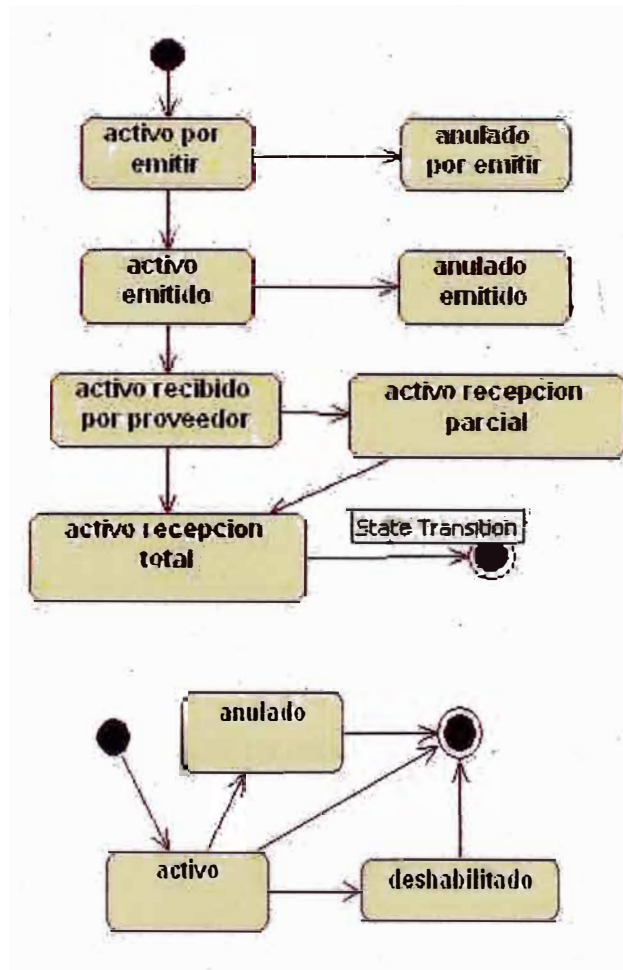 activo por
emitir
anulado
por emitir
activo
emitido
anulado
emitido
activo recibido
por proveedor
activo recepcion
parcial
activo recepcion
total
State Transition
anulado
activo
deshabilitado